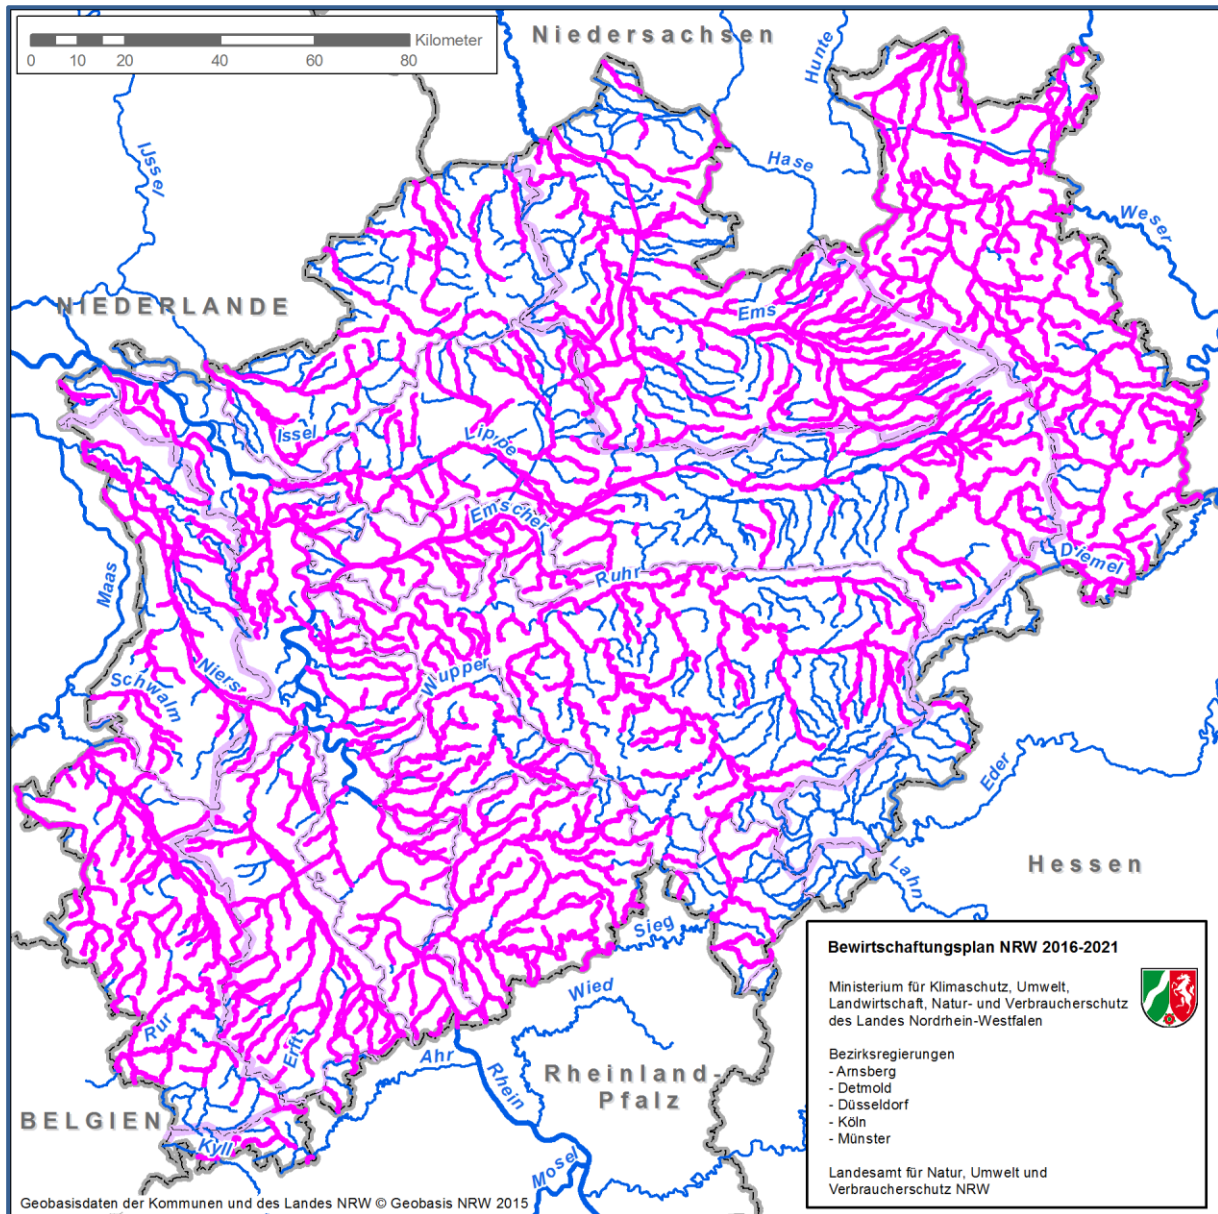 Kilometer
0 10 20 40 60 80
Niedersachsen
Hunte
IJssel
Hase
Weser
NIEDERLANDE
Ems
Issel
Lippe
Emscher
Maas
Ruhr
Diemel
Wupper
Niers
Schwalm
Eder
Hessen
Lahn
Sieg
Wied
Rur
Erft
Ahr
Rhein
Rheinland-
Pfalz
BELGIEN
Kyll
Mosel
Bewirtschaftungsplan NRW 2016-2021
Ministerium für Klimaschutz, Umwelt,
Landwirtschaft, Natur- und Verbraucherschutz
des Landes Nordrhein-Westfalen
Bezirksregierungen
- Arnsberg
- Detmold
- Düsseldorf
- Köln
- Münster
Landesamt für Natur, Umwelt und
Verbraucherschutz NRW
Geobasisdaten der Kommunen und des Landes NRW © Geobasis NRW 2015